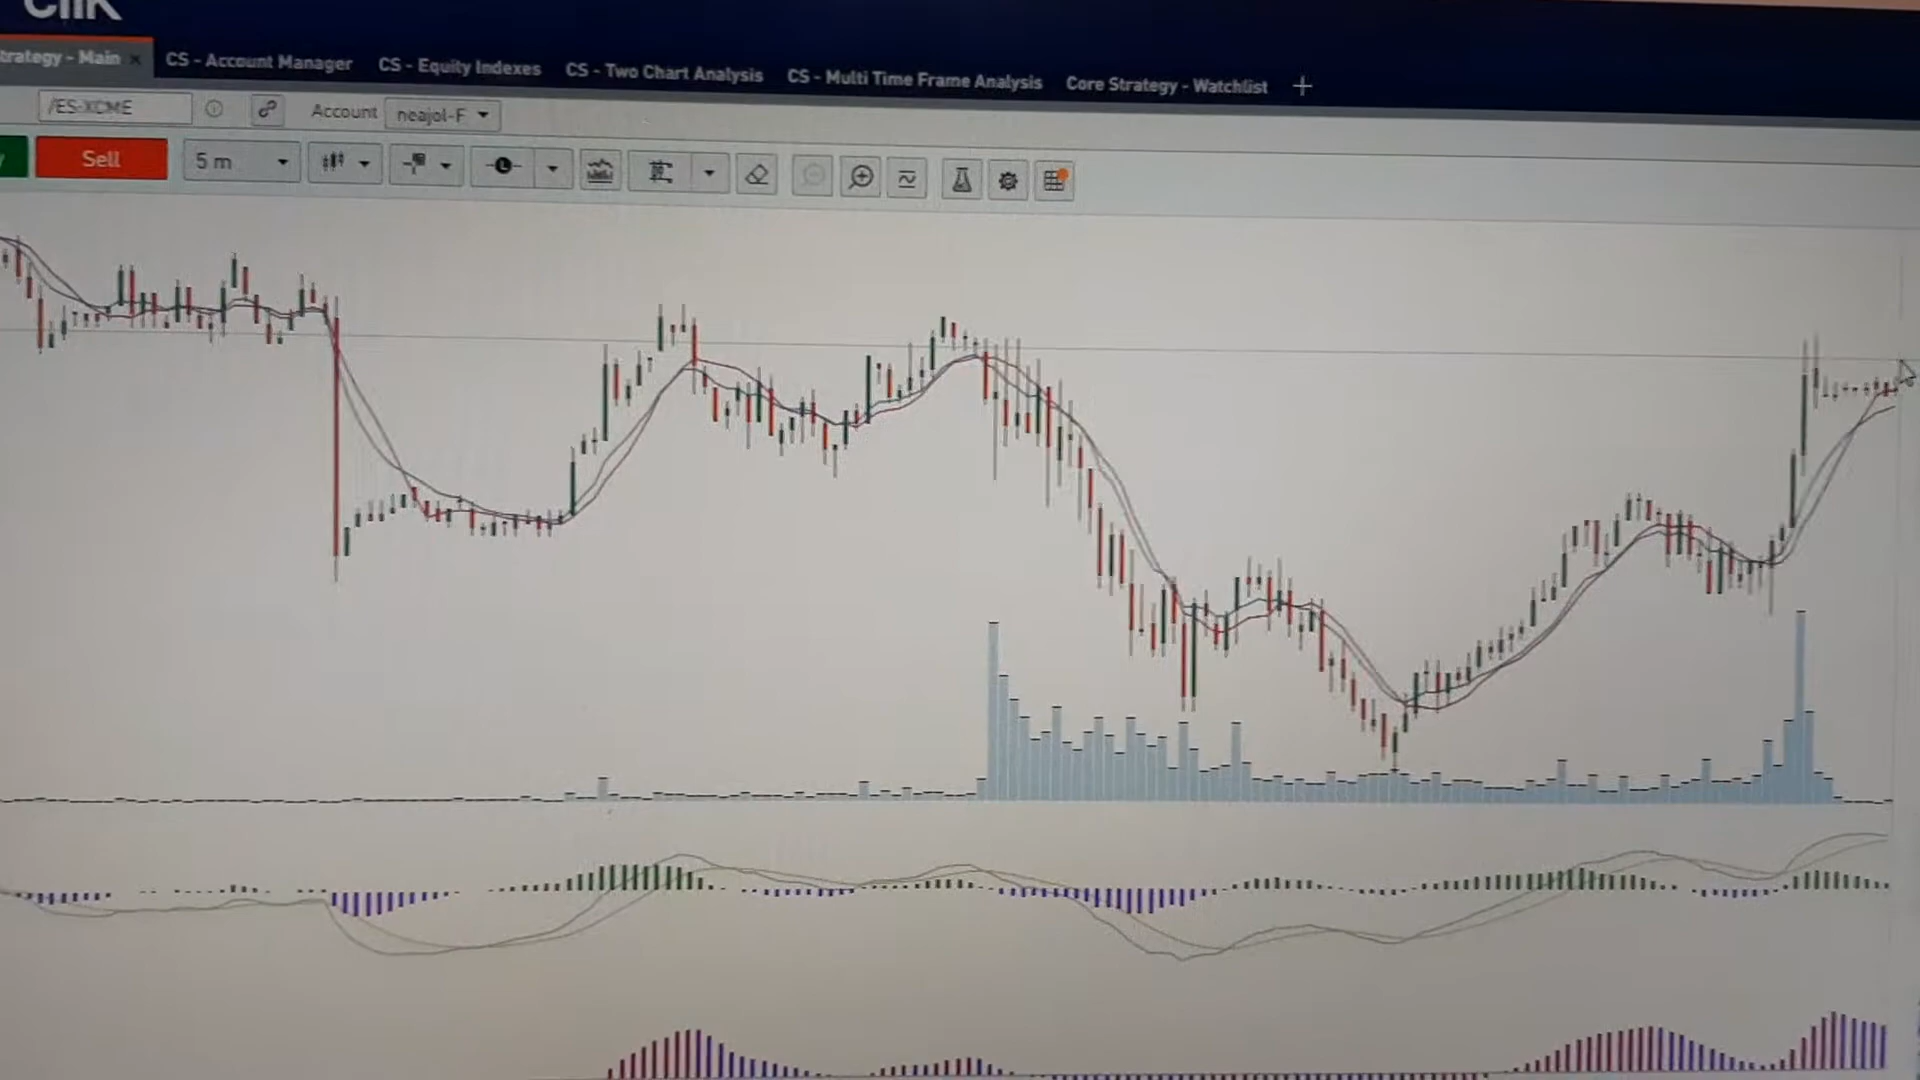 CliK
trategy - Main × CS - Account Manager CS - Equity Indexes CS - Two Chart Analysis CS - Multi Time Frame Analysis Core Strategy - Watchlist +
/ES:XCME Account neajol-F
y Sell 5 m